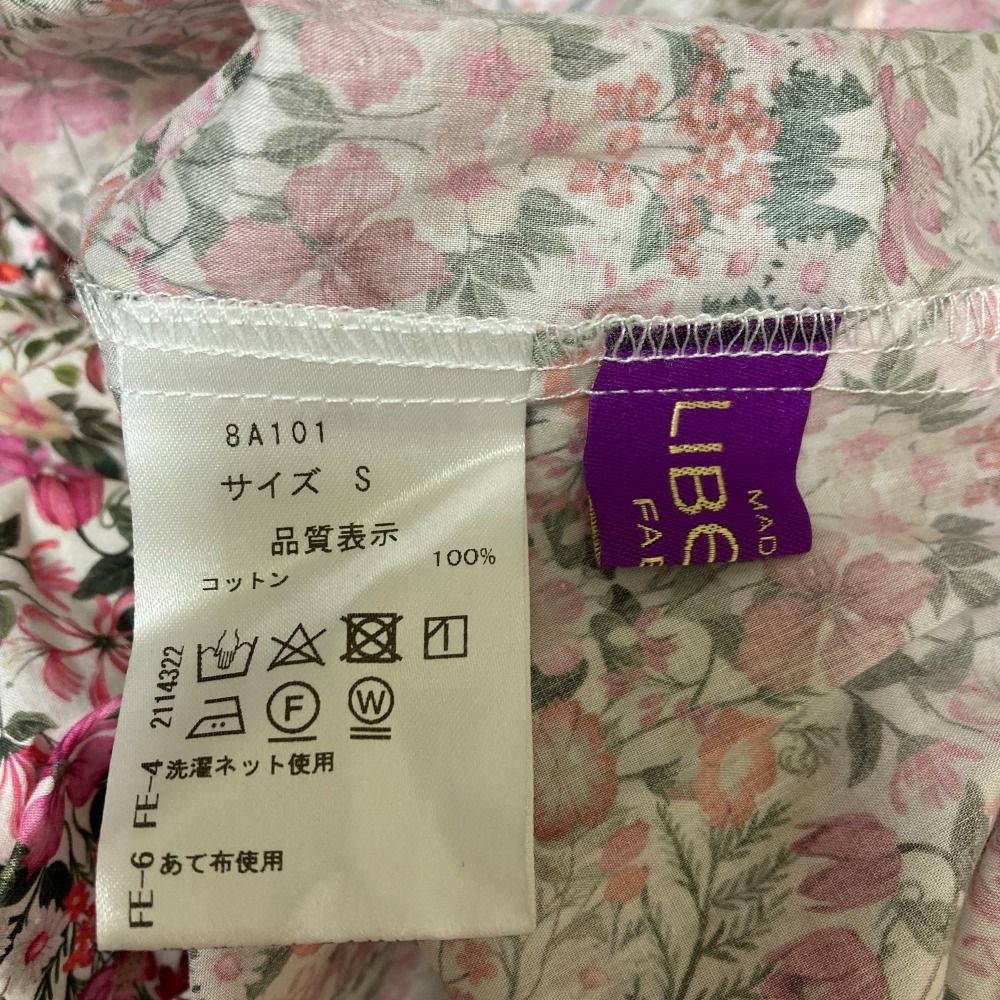 8A101
サイズ S
品質表示
コットン 100%
F W
2114322
FE-4 洗濯ネット使用
FE-6 あて布使用
LIBe
FAB
MAD